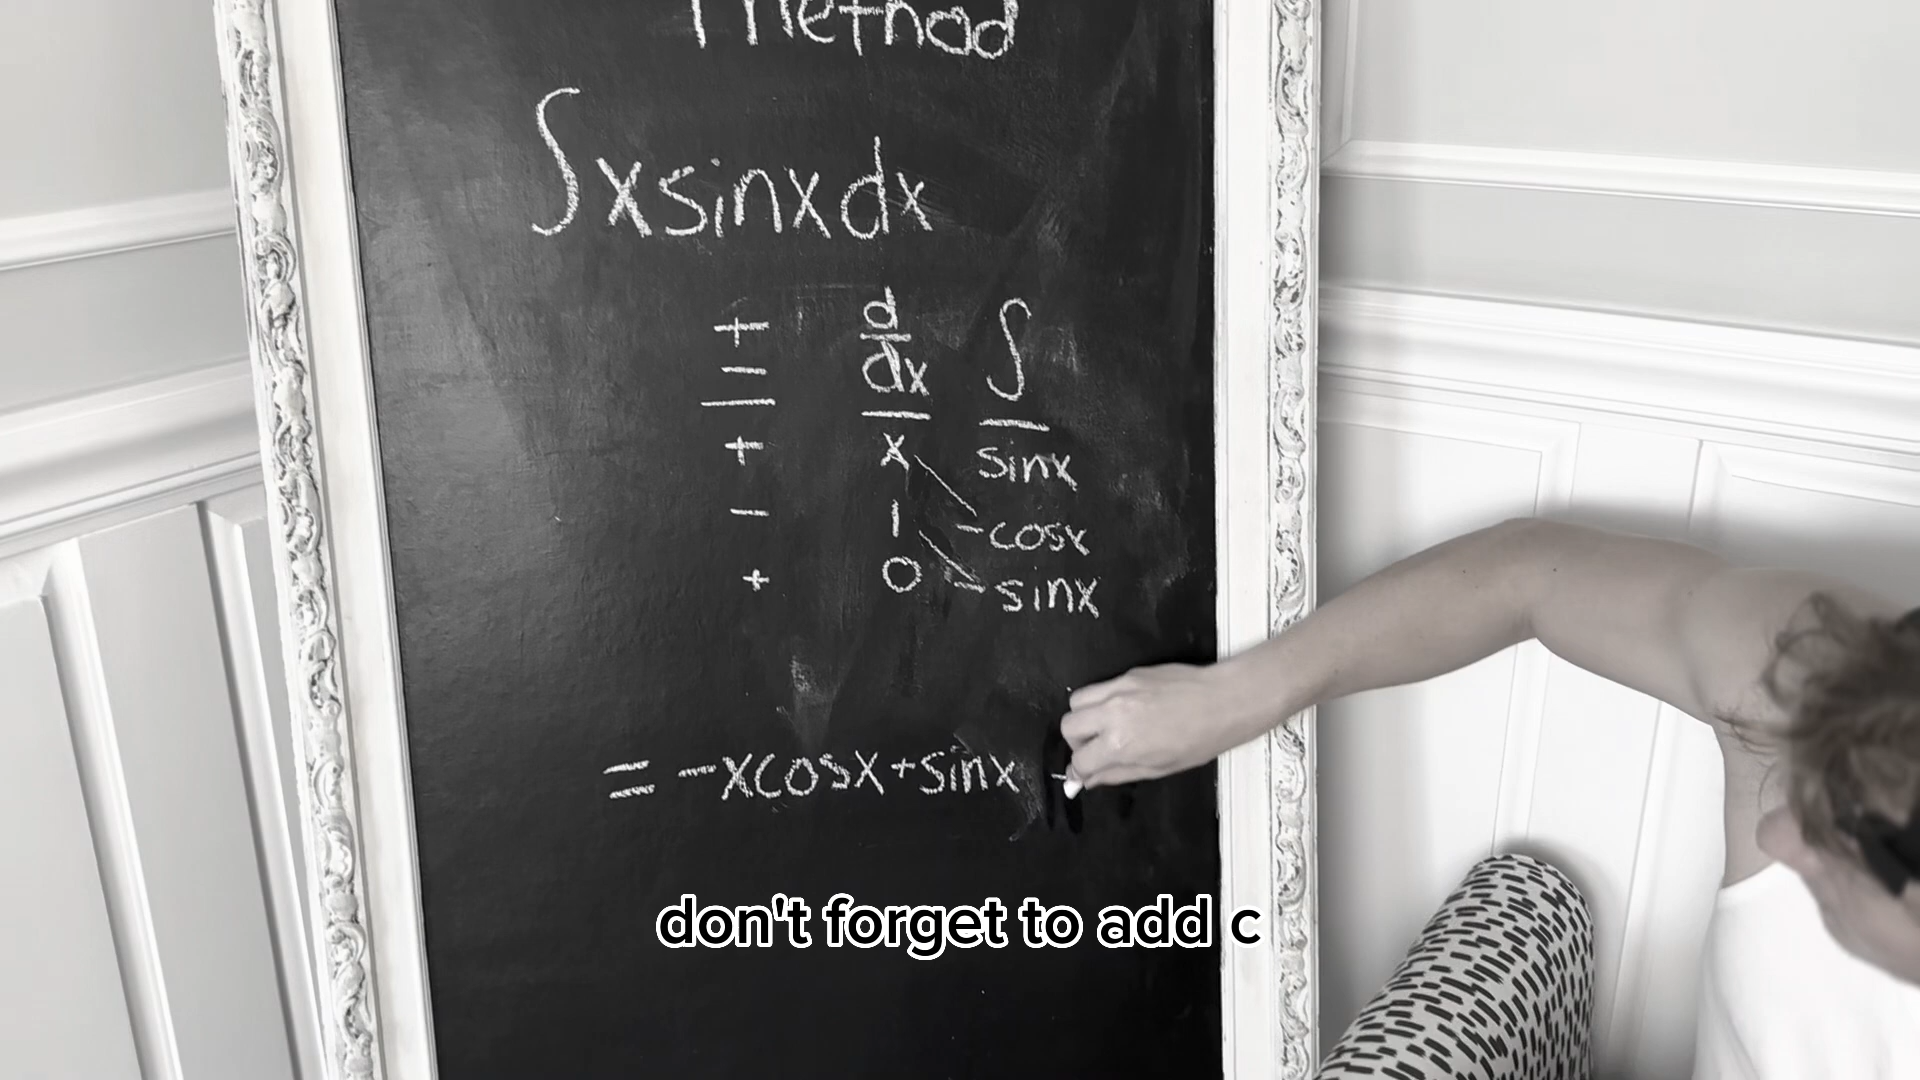 Method
∫xsinxdx
+ d ∫
− dx
+ x sinx
− 1 -cosx
+ 0 -sinx
= -xcosx+sinx +
don't forget to add c